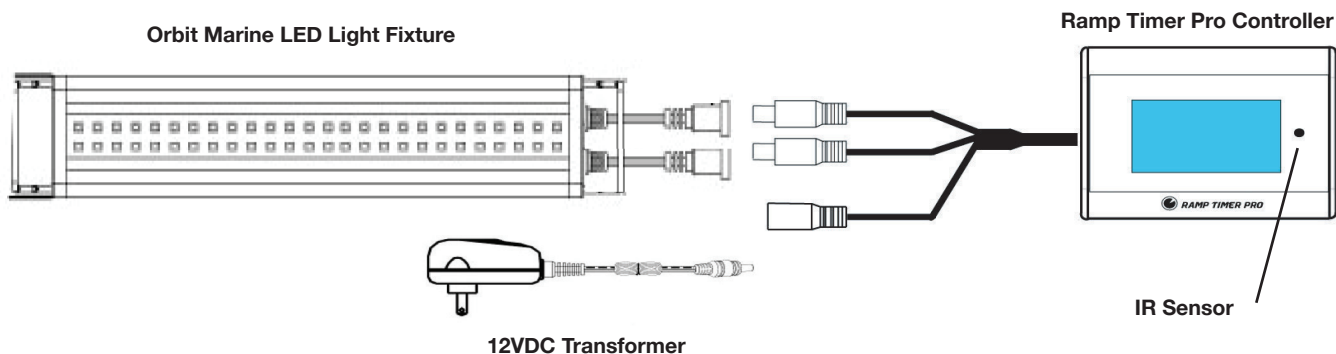 Ramp Timer Pro Controller
Orbit Marine LED Light Fixture
RAMP TIMER PRO
IR Sensor
12VDC Transformer